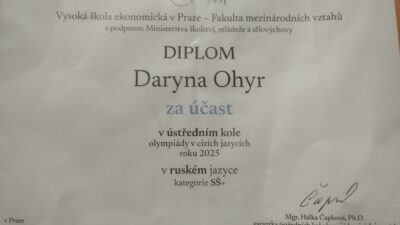 Vysoká škola ekonomická v Praze – Fakulta mezinárodních vztahů
s podporou Ministerstva školství, mládeže a tělovýchovy
DIPLOM
Daryna Ohyr
za účast
v ústředním kole
olympiády v cizích jazycích
roku 2025
v ruském jazyce
kategorie SŠ+
Mgr. Halka Čapková, Ph.D.
v Praze